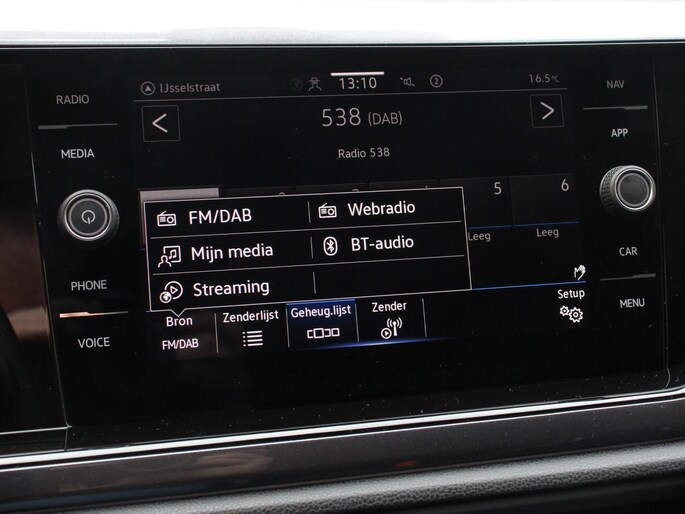 RADIO
MEDIA
PHONE
VOICE
IJsselstraat
13:10
2
16.5°C
538 (DAB)
Radio 538
5
6
Leeg
Leeg
FM/DAB
Webradio
Mijn media
BT-audio
Streaming
Bron
FM/DAB
Zenderlijst
Geheug.lijst
Zender
Setup
NAV
APP
CAR
MENU